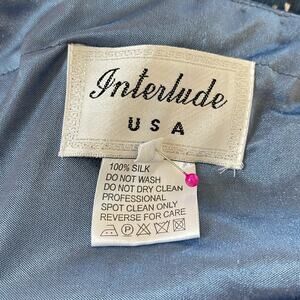 Interlude
USA
100% SILK
DO NOT WASH
DO NOT DRY CLEAN
PROFESSIONAL
SPOT CLEAN ONLY
REVERSE FOR CARE